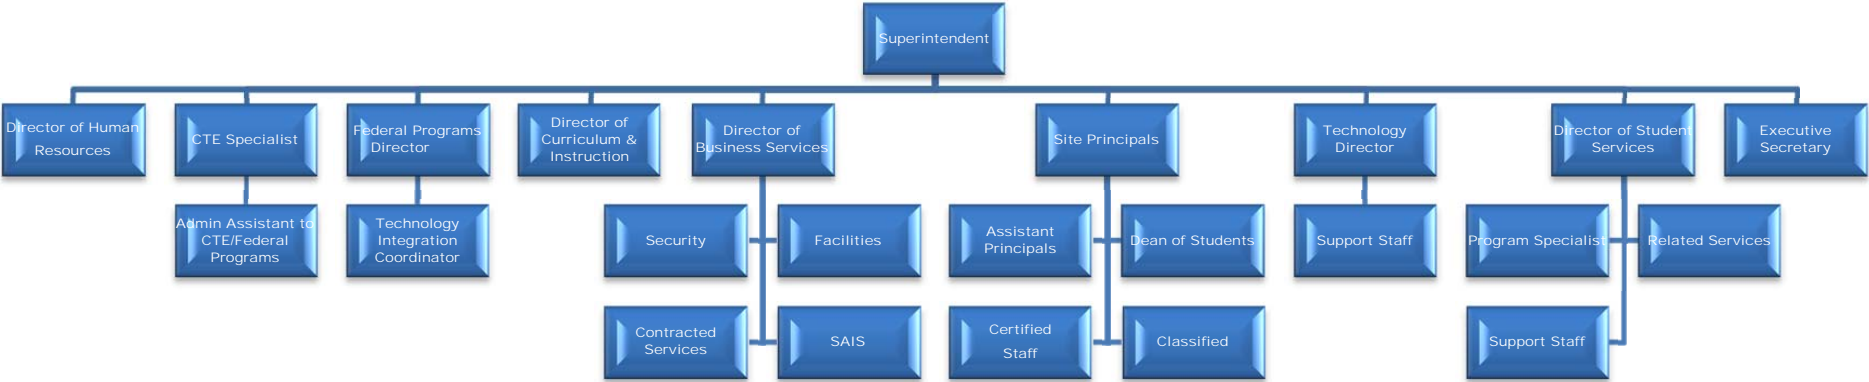 Superintendent
Director of Human
Resources
CTE Specialist
Federal Programs
Director
Director of
Curriculum &
Instruction
Director of
Business Services
Site Principals
Technology
Director
Director of Student
Services
Executive
Secretary
Admin Assistant to
CTE/Federal
Programs
Technology
Integration
Coordinator
Security
Facilities
Assistant
Principals
Dean of Students
Support Staff
Program Specialist
Related Services
Contracted
Services
SAIS
Certified
Staff
Classified
Support Staff